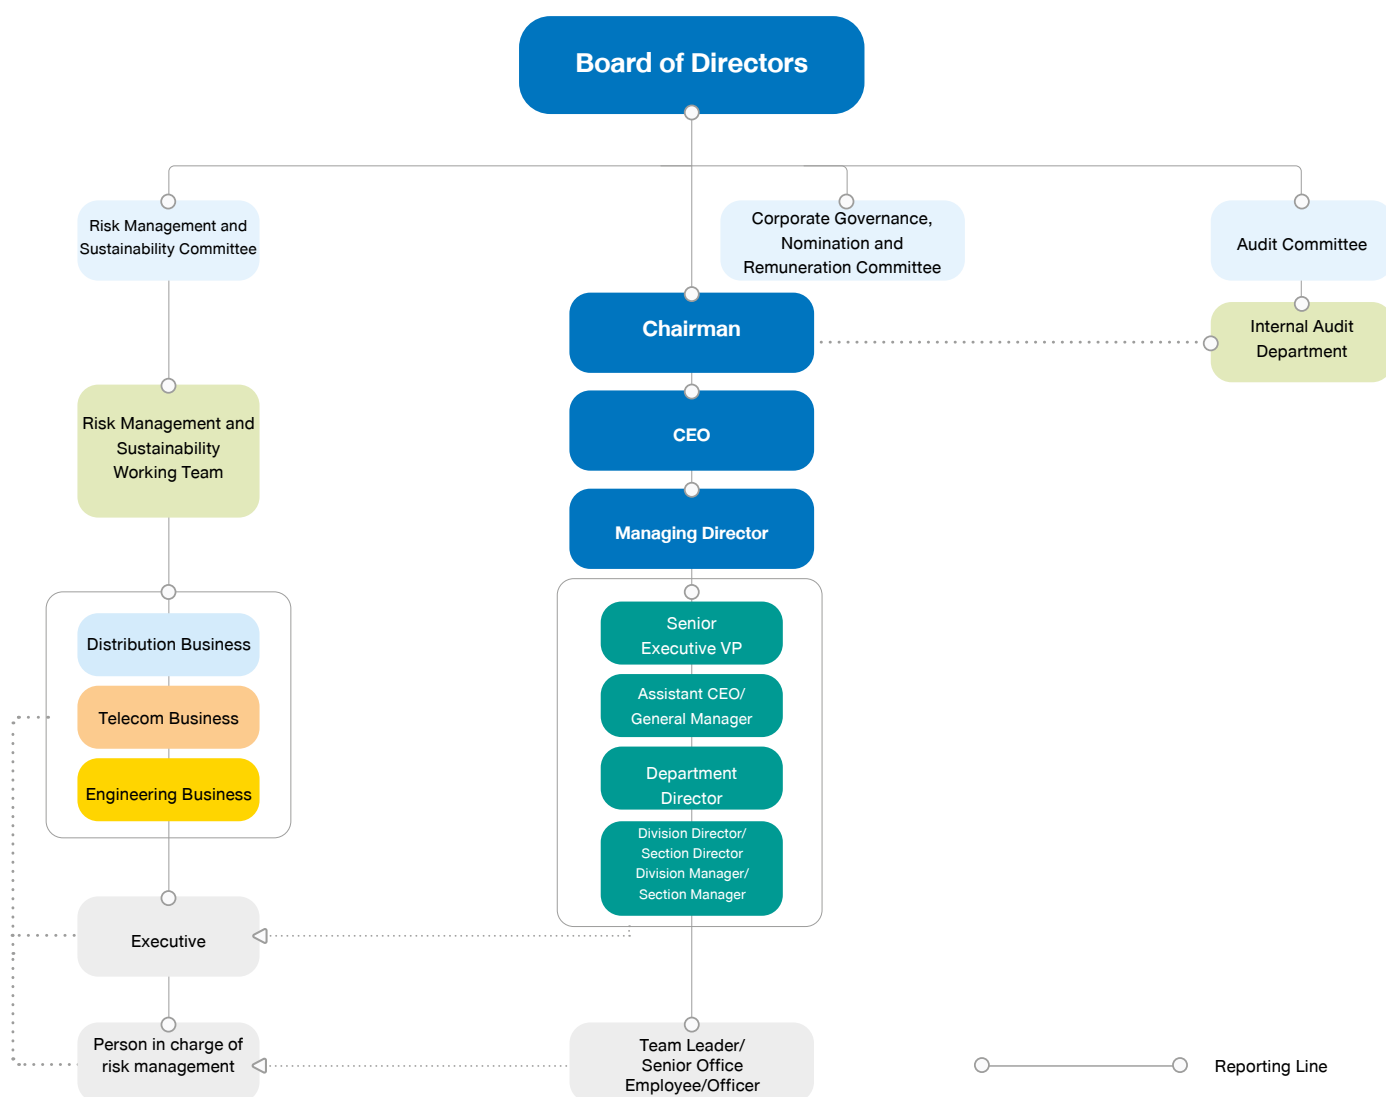 Board of Directors
Risk Management and
Sustainability Committee
Corporate Governance,
Nomination and
Remuneration Committee
Audit Committee
Chairman
Internal Audit
Department
CEO
Risk Management and
Sustainability
Working Team
Managing Director
Distribution Business
Telecom Business
Engineering Business
Senior
Executive VP
Assistant CEO/
General Manager
Department
Director
Division Director/
Section Director
Division Manager/
Section Manager
Executive
Person in charge of
risk management
Team Leader/
Senior Office
Employee/Officer
Reporting Line